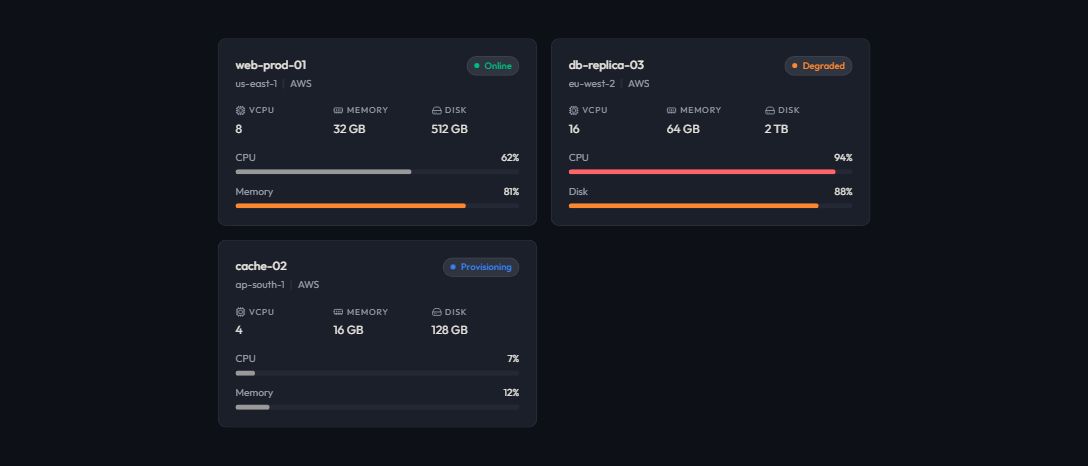 web-prod-01
Online
us-east-1 | AWS
VCPU MEMORY DISK
8 32 GB 512 GB
CPU 62%
Memory 81%
db-replica-03
Degraded
eu-west-2 | AWS
VCPU MEMORY DISK
16 64 GB 2 TB
CPU 94%
Disk 88%
cache-02
Provisioning
ap-south-1 | AWS
VCPU MEMORY DISK
4 16 GB 128 GB
CPU 7%
Memory 12%